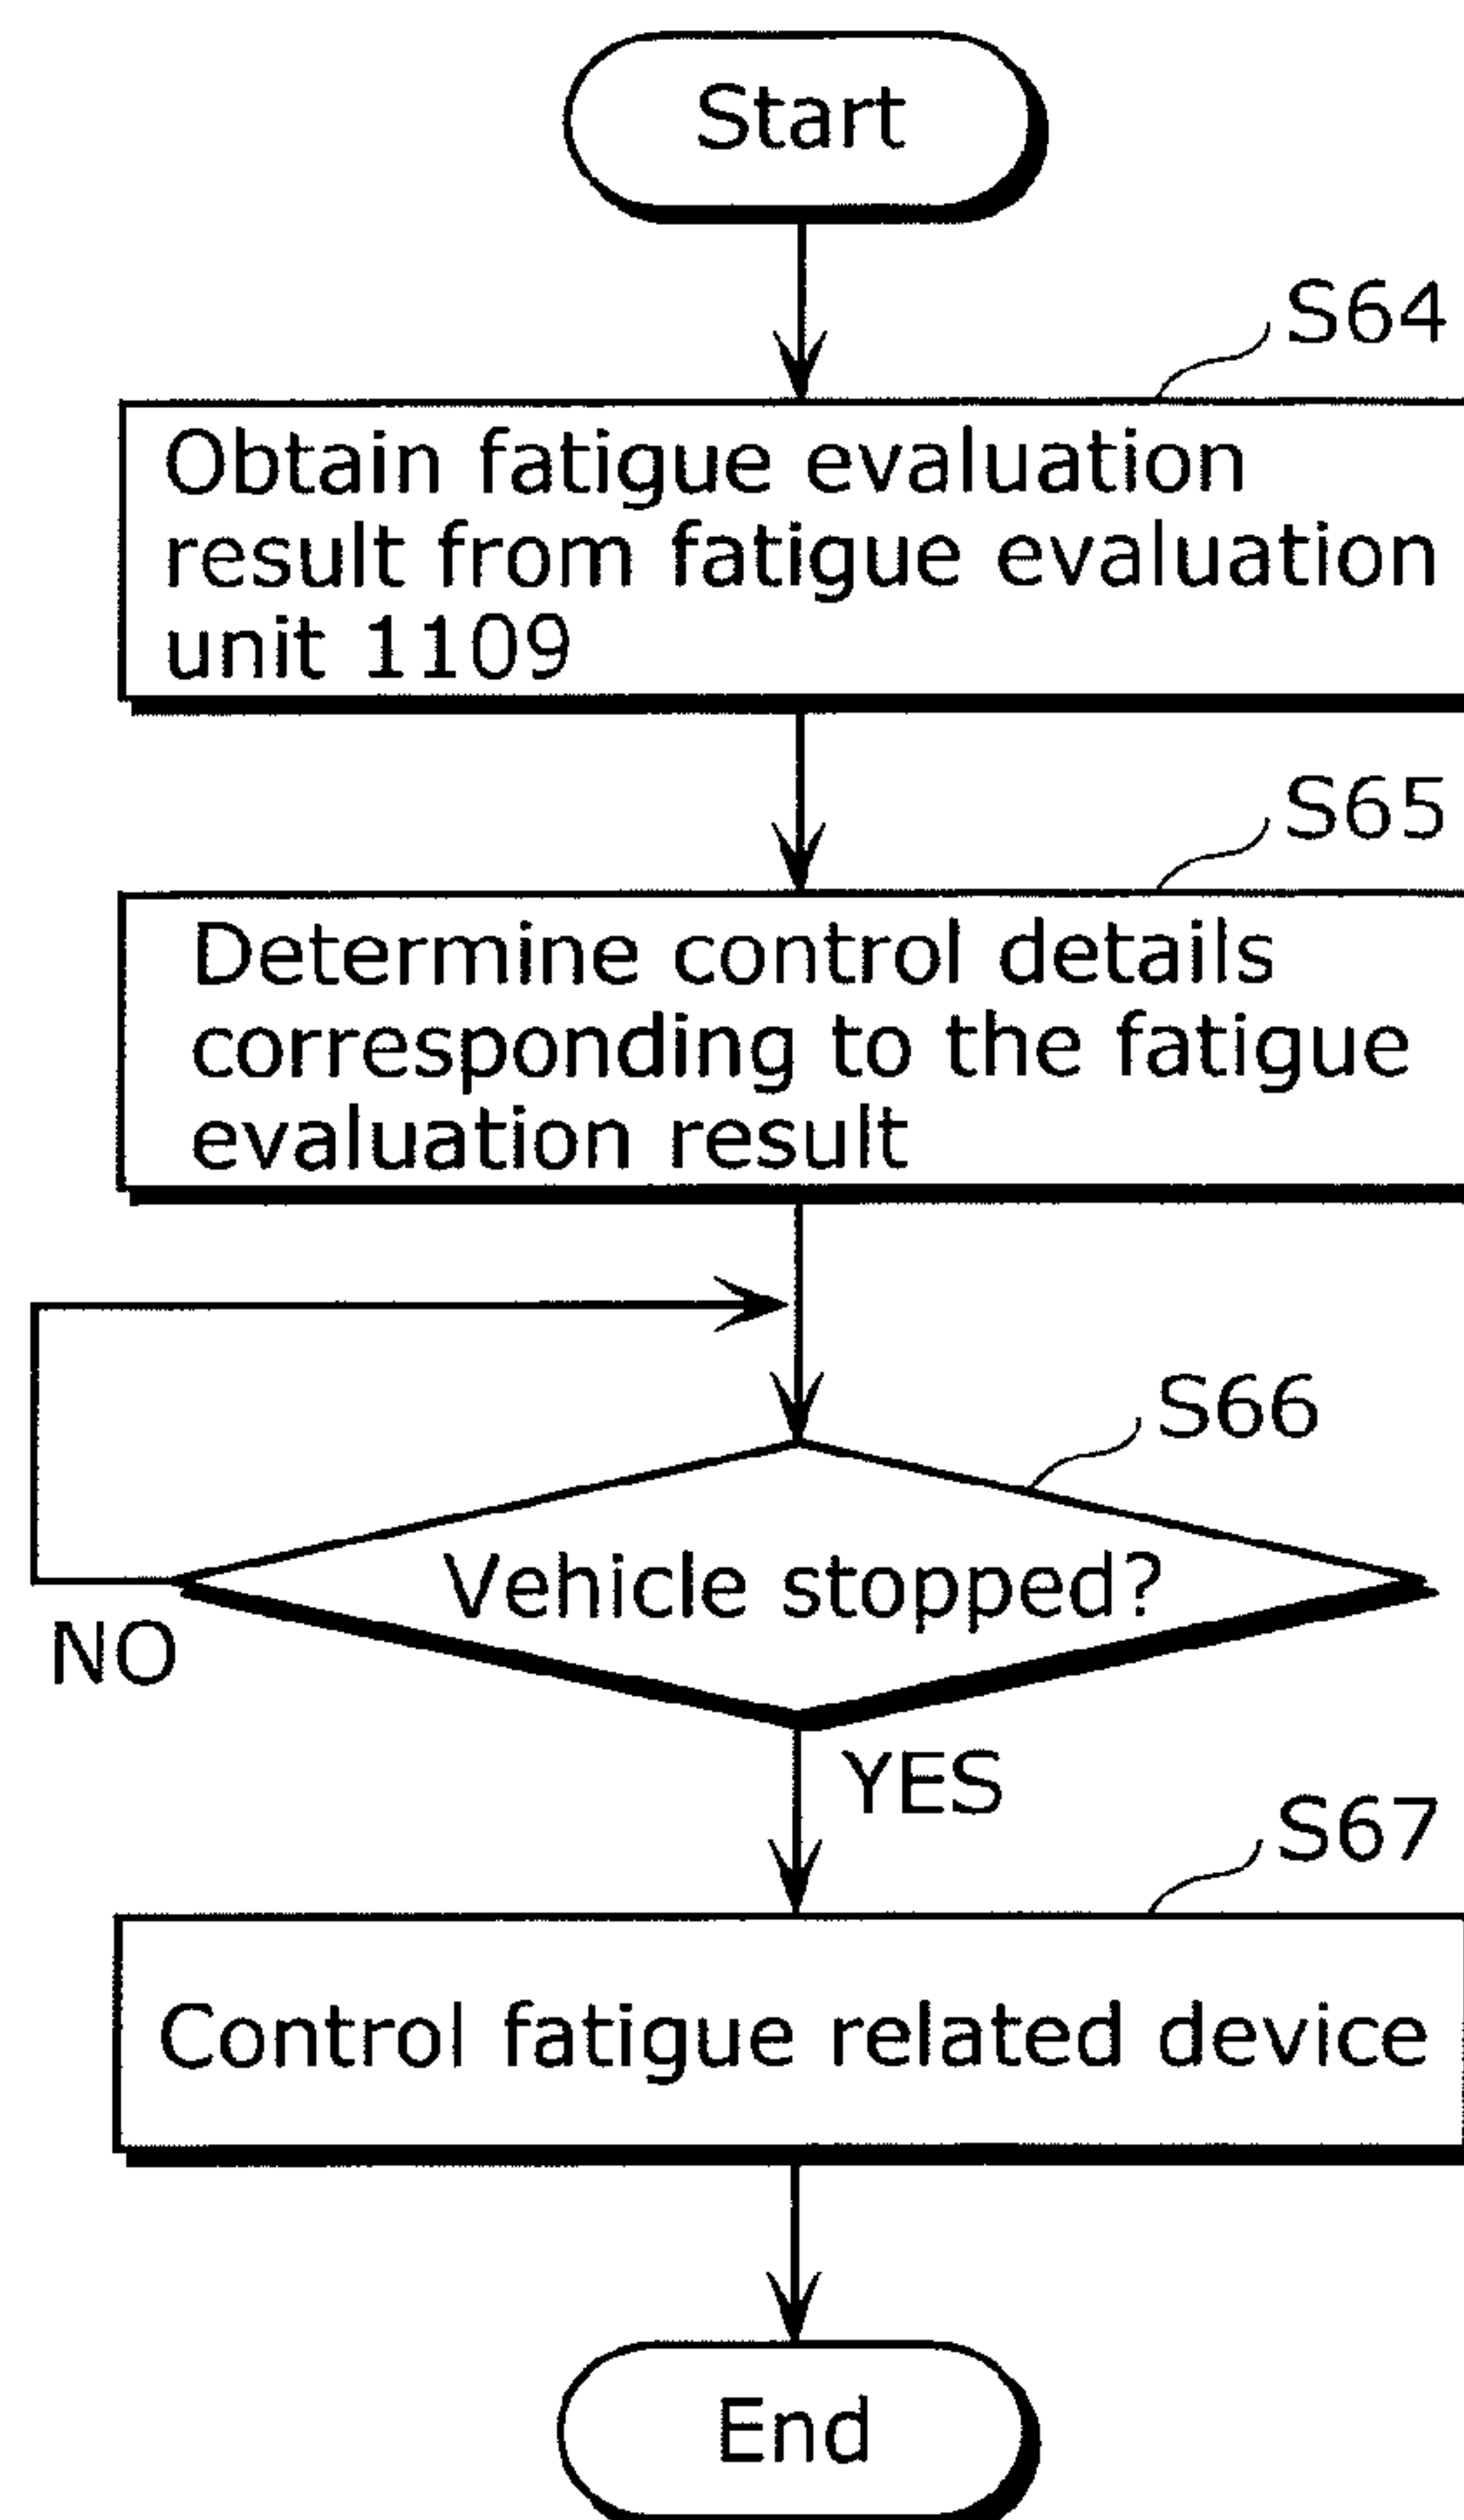 Start
S64
Obtain fatigue evaluation
result from fatigue evaluation
unit 1109
S65
Determine control details
corresponding to the fatigue
evaluation result
S66
Vehicle stopped?
NO
YES
S67
Control fatigue related device
End